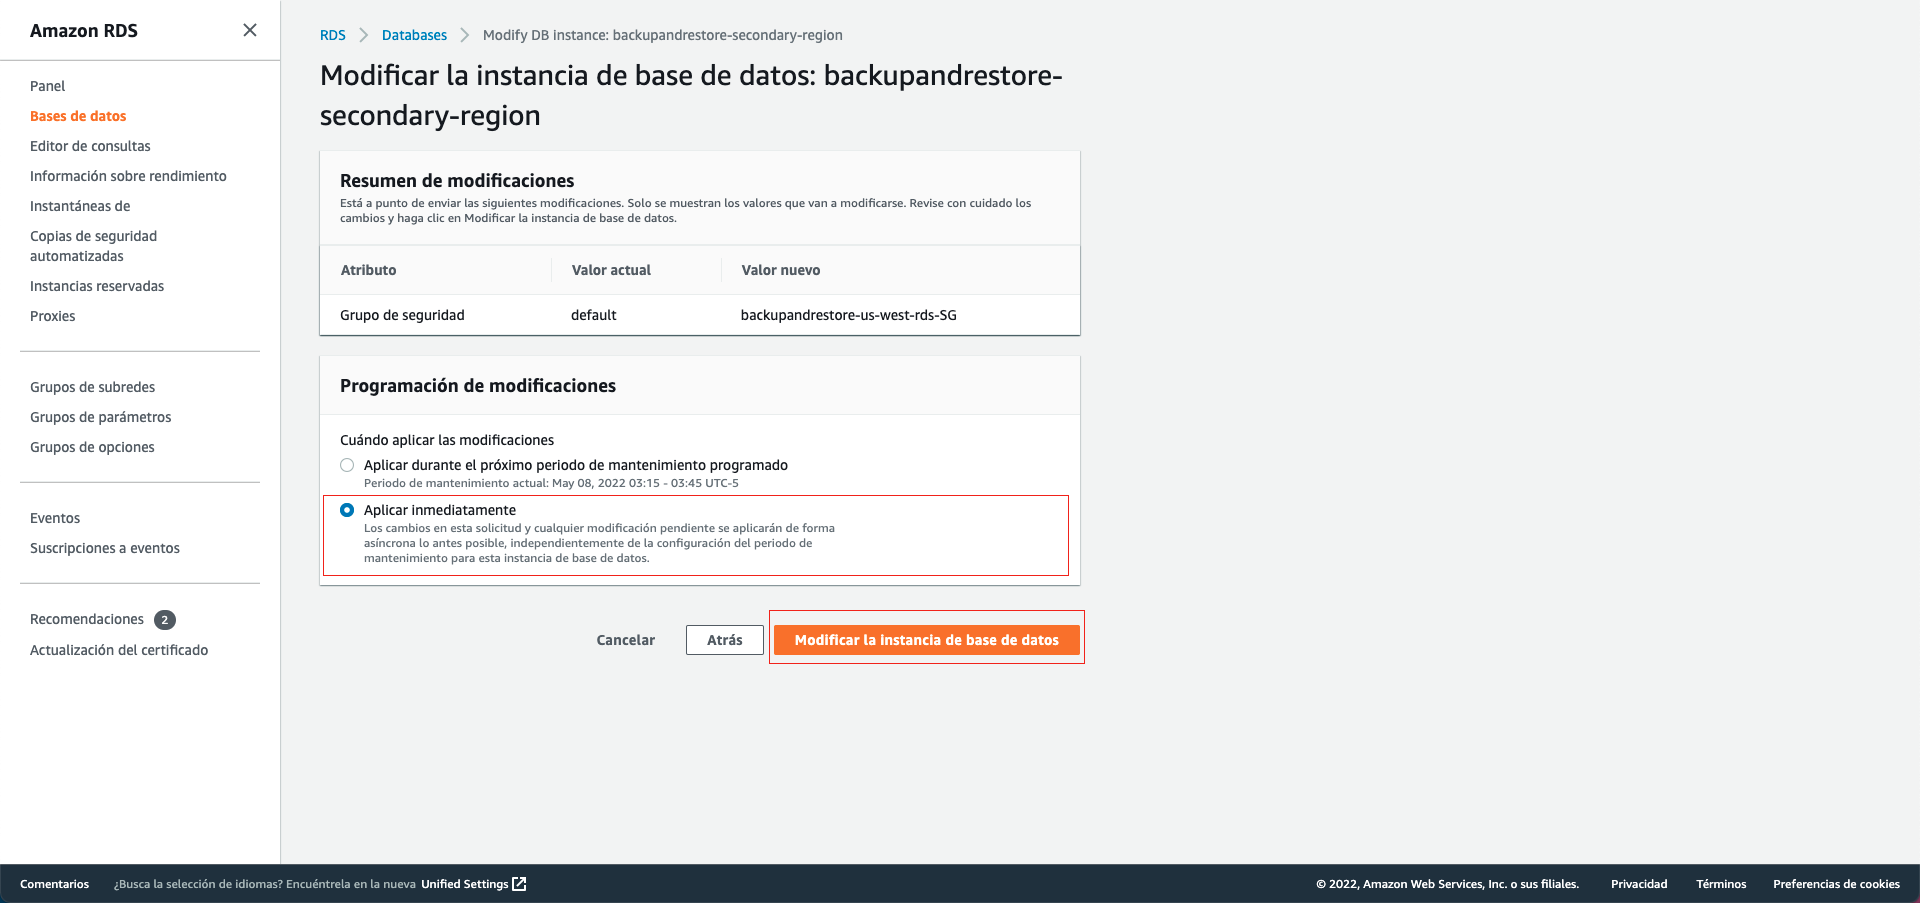 Amazon RDS
Panel
Bases de datos
Editor de consultas
Información sobre rendimiento
Instantáneas de
Copias de seguridad
automatizadas
Instancias reservadas
Proxies
Grupos de subredes
Grupos de parámetros
Grupos de opciones
Eventos
Suscripciones a eventos
Recomendaciones 2
Actualización del certificado
RDS Databases Modify DB instance: backupandrestore-secondary-region
Modificar la instancia de base de datos: backupandrestore-
secondary-region
Resumen de modificaciones
Está a punto de enviar las siguientes modificaciones. Solo se muestran los valores que van a modificarse. Revise con cuidado los
cambios y haga clic en Modificar la instancia de base de datos.
Atributo Valor actual Valor nuevo
Grupo de seguridad default backupandrestore-us-west-rds-SG
Programación de modificaciones
Cuándo aplicar las modificaciones
Aplicar durante el próximo periodo de mantenimiento programado
Periodo de mantenimiento actual: May 08, 2022 03:15 - 03:45 UTC-5
Aplicar inmediatamente
Los cambios en esta solicitud y cualquier modificación pendiente se aplicarán de forma
asíncrona lo antes posible, independientemente de la configuración del periodo de
mantenimiento para esta instancia de base de datos.
Cancelar Atrás Modificar la instancia de base de datos
Comentarios ¿Busca la selección de idiomas? Encuéntrela en la nueva Unified Settings © 2022, Amazon Web Services, Inc. o sus filiales. Privacidad Términos Preferencias de cookies